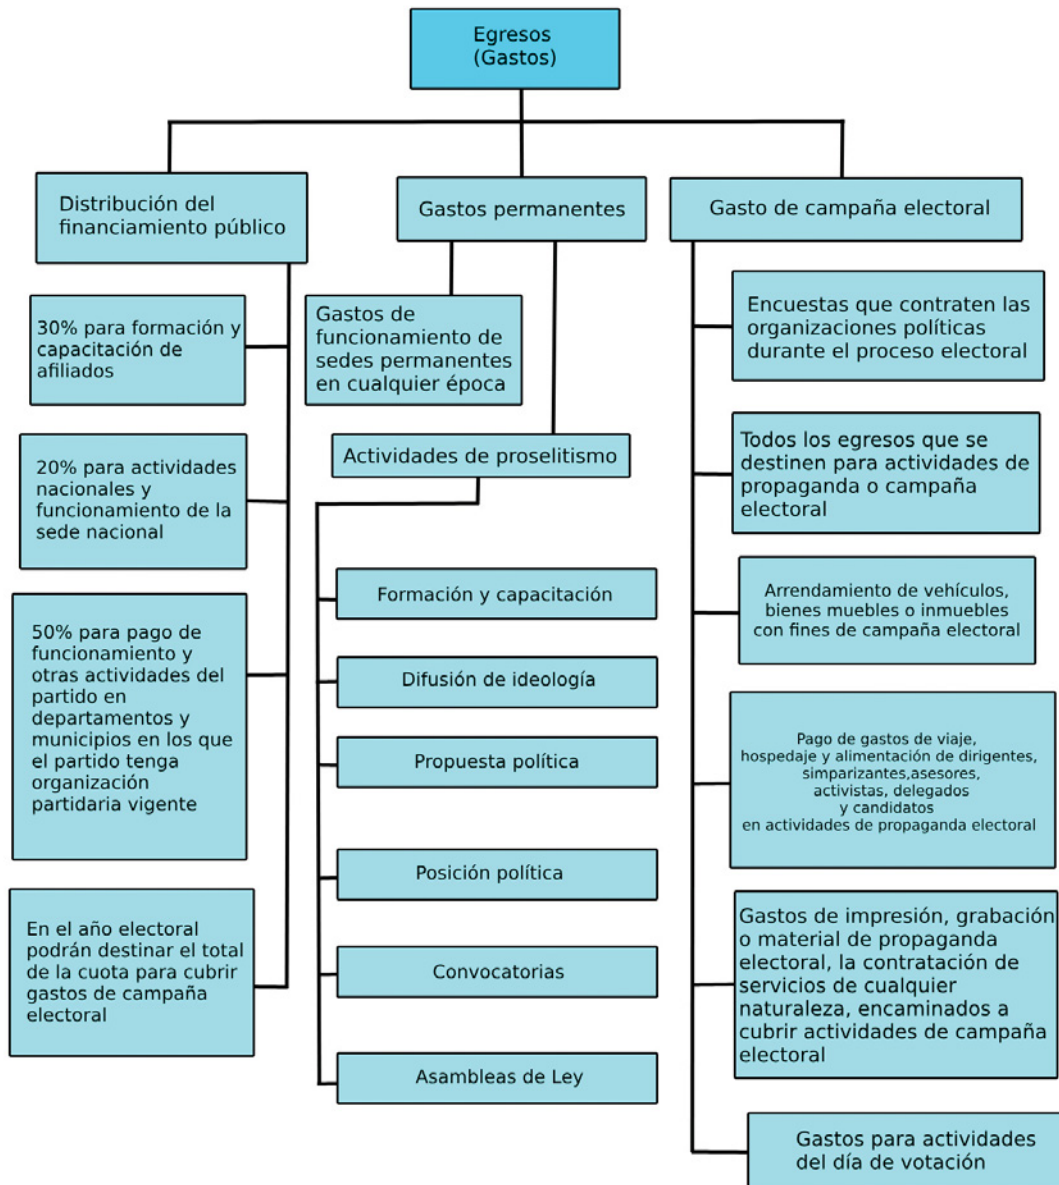 Egresos
(Gastos)
Distribución del
financiamiento público
30% para formación y
capacitación de
afiliados
20% para actividades
nacionales y
funcionamiento de la
sede nacional
50% para pago de
funcionamiento y
otras actividades del
partido en
departamentos y
municipios en los que
el partido tenga
organización
partidaria vigente
En el año electoral
podrán destinar el total
de la cuota para cubrir
gastos de campaña
electoral
Gastos permanentes
Gastos de
funcionamiento de
sedes permanentes
en cualquier época
Actividades de proselitismo
Formación y capacitación
Difusión de ideología
Propuesta política
Posición política
Convocatorias
Asambleas de Ley
Gasto de campaña electoral
Encuestas que contraten las
organizaciones políticas
durante el proceso electoral
Todos los egresos que se
destinen para actividades de
propaganda o campaña
electoral
Arrendamiento de vehículos,
bienes muebles o inmuebles
con fines de campaña electoral
Pago de gastos de viaje,
hospedaje y alimentación de dirigentes,
simparizantes,asesores,
activistas, delegados
y candidatos
en actividades de propaganda electoral
Gastos de impresión, grabación
o material de propaganda
electoral, la contratación de
servicios de cualquier
naturaleza, encaminados a
cubrir actividades de campaña
electoral
Gastos para actividades
del día de votación